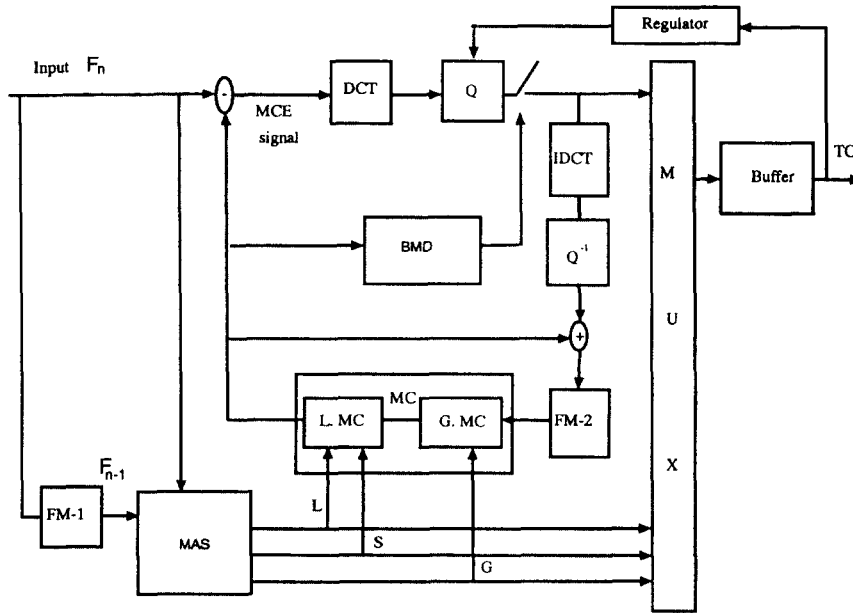 Regulator
Input Fn
DCT
Q
MCE
signal
IDCT
M
Buffer
TC
BMD
Q-1
U
+
MC
L. MC
G. MC
FM-2
X
Fn-1
L
FM-1
MAS
S
G